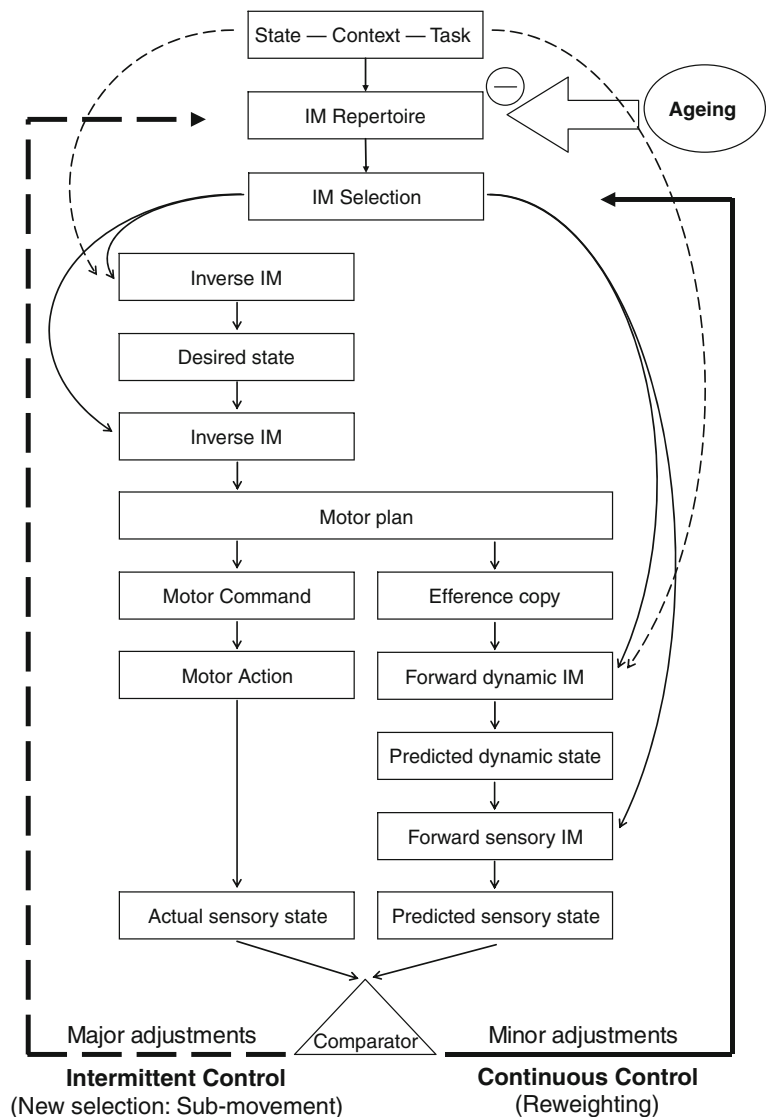 State — Context — Task
IM Repertoire
Ageing
IM Selection
Inverse IM
Desired state
Inverse IM
Motor plan
Motor Command
Efference copy
Motor Action
Forward dynamic IM
Predicted dynamic state
Forward sensory IM
Actual sensory state
Predicted sensory state
Major adjustments
Comparator
Minor adjustments
Intermittent Control
(New selection: Sub-movement)
Continuous Control
(Reweighting)